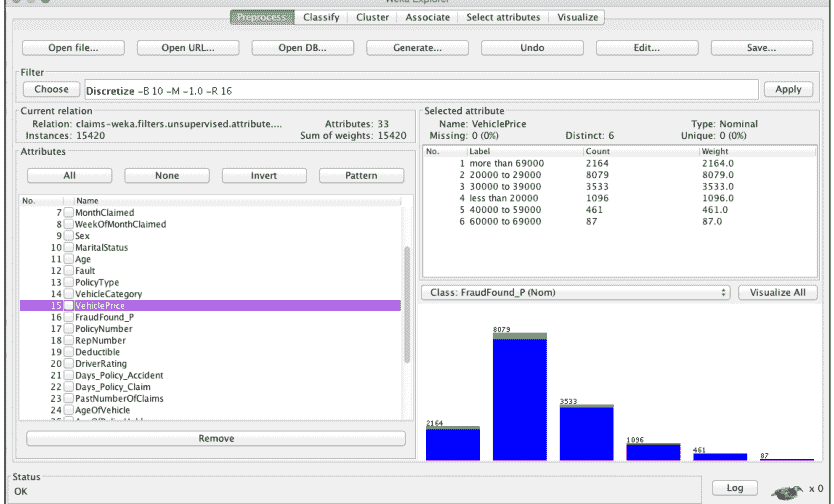 Weka Explorer
Preprocess Classify Cluster Associate Select attributes Visualize
Open file... Open URL... Open DB... Generate... Undo Edit... Save...
Filter
Choose Discretize -B 10 -M -1.0 -R 16 Apply
Current relation
Relation: claims-weka.filters.unsupervised.attribute.... Attributes: 33
Instances: 15420 Sum of weights: 15420
Attributes
All None Invert Pattern
No. Name
7 MonthClaimed
8 WeekOfMonthClaimed
9 Sex
10 MaritalStatus
11 Age
12 Fault
13 PolicyType
14 VehicleCategory
15 VehiclePrice
16 FraudFound_P
17 PolicyNumber
18 RepNumber
19 Deductible
20 DriverRating
21 Days_Policy_Accident
22 Days_Policy_Claim
23 PastNumberOfClaims
24 AgeOfVehicle
Remove
Selected attribute
Name: VehiclePrice Type: Nominal
Missing: 0 (0%) Distinct: 6 Unique: 0 (0%)
No. Label Count Weight
1 more than 69000 2164 2164.0
2 20000 to 29000 8079 8079.0
3 30000 to 39000 3533 3533.0
4 less than 20000 1096 1096.0
5 40000 to 59000 461 461.0
6 60000 to 69000 87 87.0
Class: FraudFound_P (Nom) Visualize All
8079
3533
2164
1096
461
87
Status
OK
Log x 0